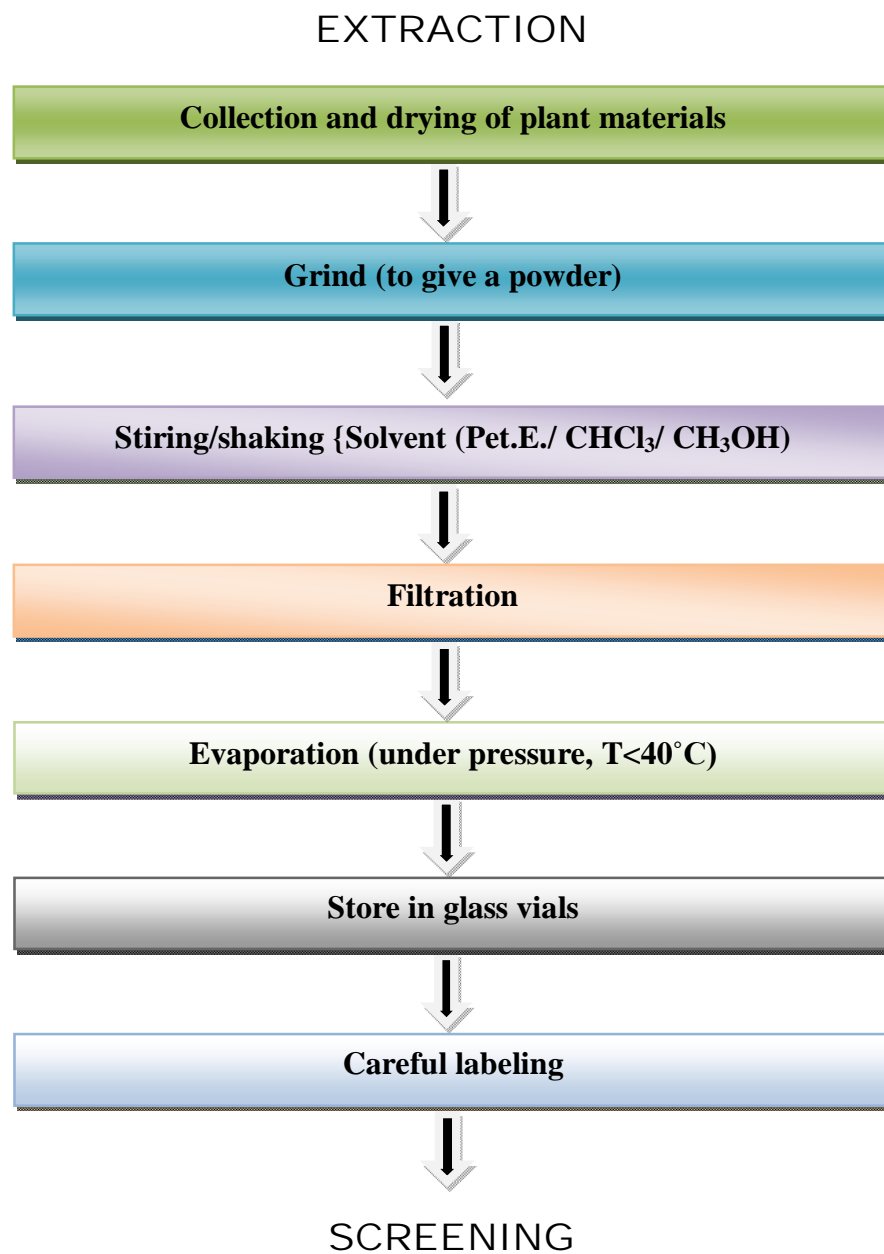 EXTRACTION
Collection and drying of plant materials
Grind (to give a powder)
Stiring/shaking {Solvent (Pet.E./ CHCl₃/ CH₃OH)
Filtration
Evaporation (under pressure, T<40˚C)
Store in glass vials
Careful labeling
SCREENING